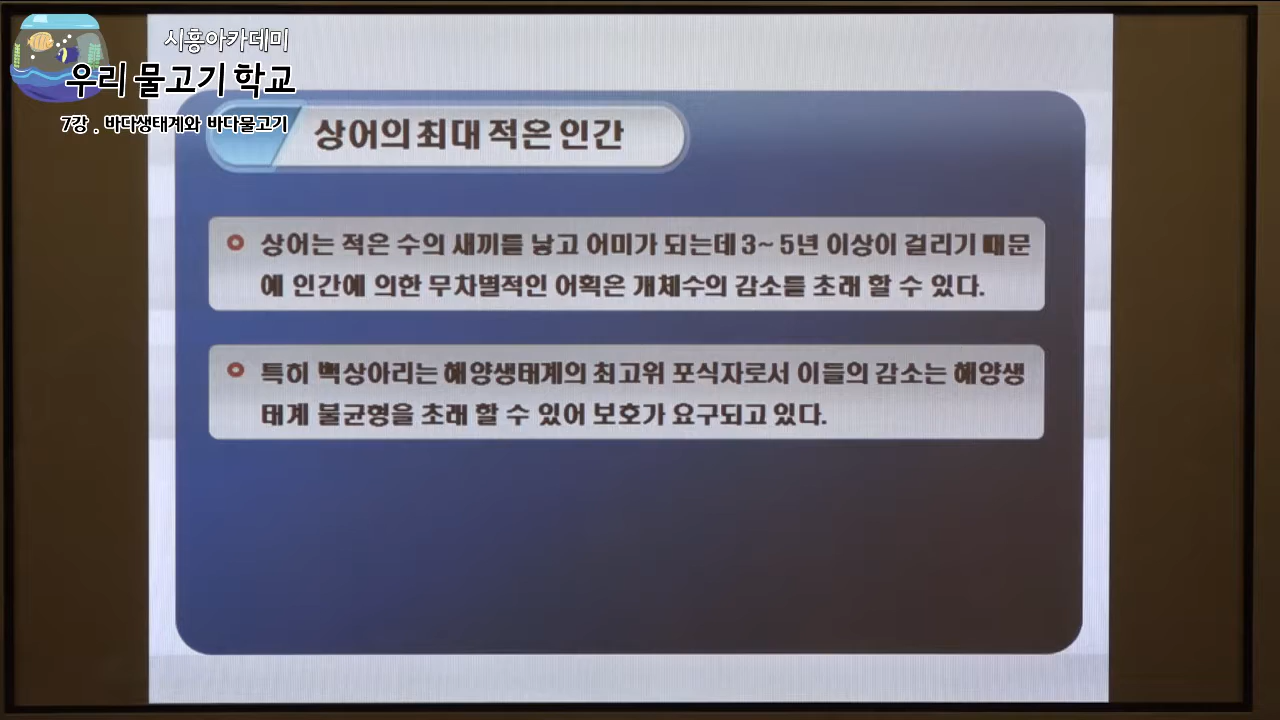 시흥아카데미
우리 물고기 학교
7강 . 바다생태계와 바다물고기
상어의 최대 적은 인간
상어는 적은 수의 새끼를 낳고 어미가 되는데 3~5년 이상이 걸리기 때문
에 인간에 의한 무차별적인 어획은 개체수의 감소를 초래 할 수 있다.
특히 백상아리는 해양생태계의 최고위 포식자로서 이들의 감소는 해양생
태계 불균형을 초래 할 수 있어 보호가 요구되고 있다.